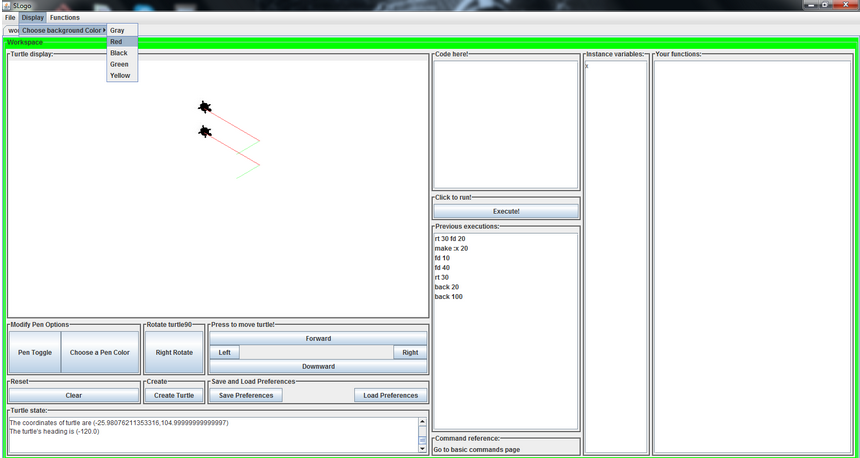 SLogo
File Display Functions
Choose background Color
Gray
Red
Black
Green
Yellow
Workspace
Turtle display:
Code here!
Instance variables:
Your functions:
x
Click to run!
Execute!
Previous executions:
rt 30 fd 20
make :x 20
fd 10
fd 40
rt 30
back 20
back 100
Modify Pen Options
Rotate turtle90
Press to move turtle!
Pen Toggle
Choose a Pen Color
Right Rotate
Forward
Left
Right
Downward
Reset
Create
Save and Load Preferences
Clear
Create Turtle
Save Preferences
Load Preferences
Turtle state:
The coordinates of turtle are (-25.98076211353316,104.99999999999997)
The turtle's heading is (-120.0)
Command reference:
Go to basic commands page